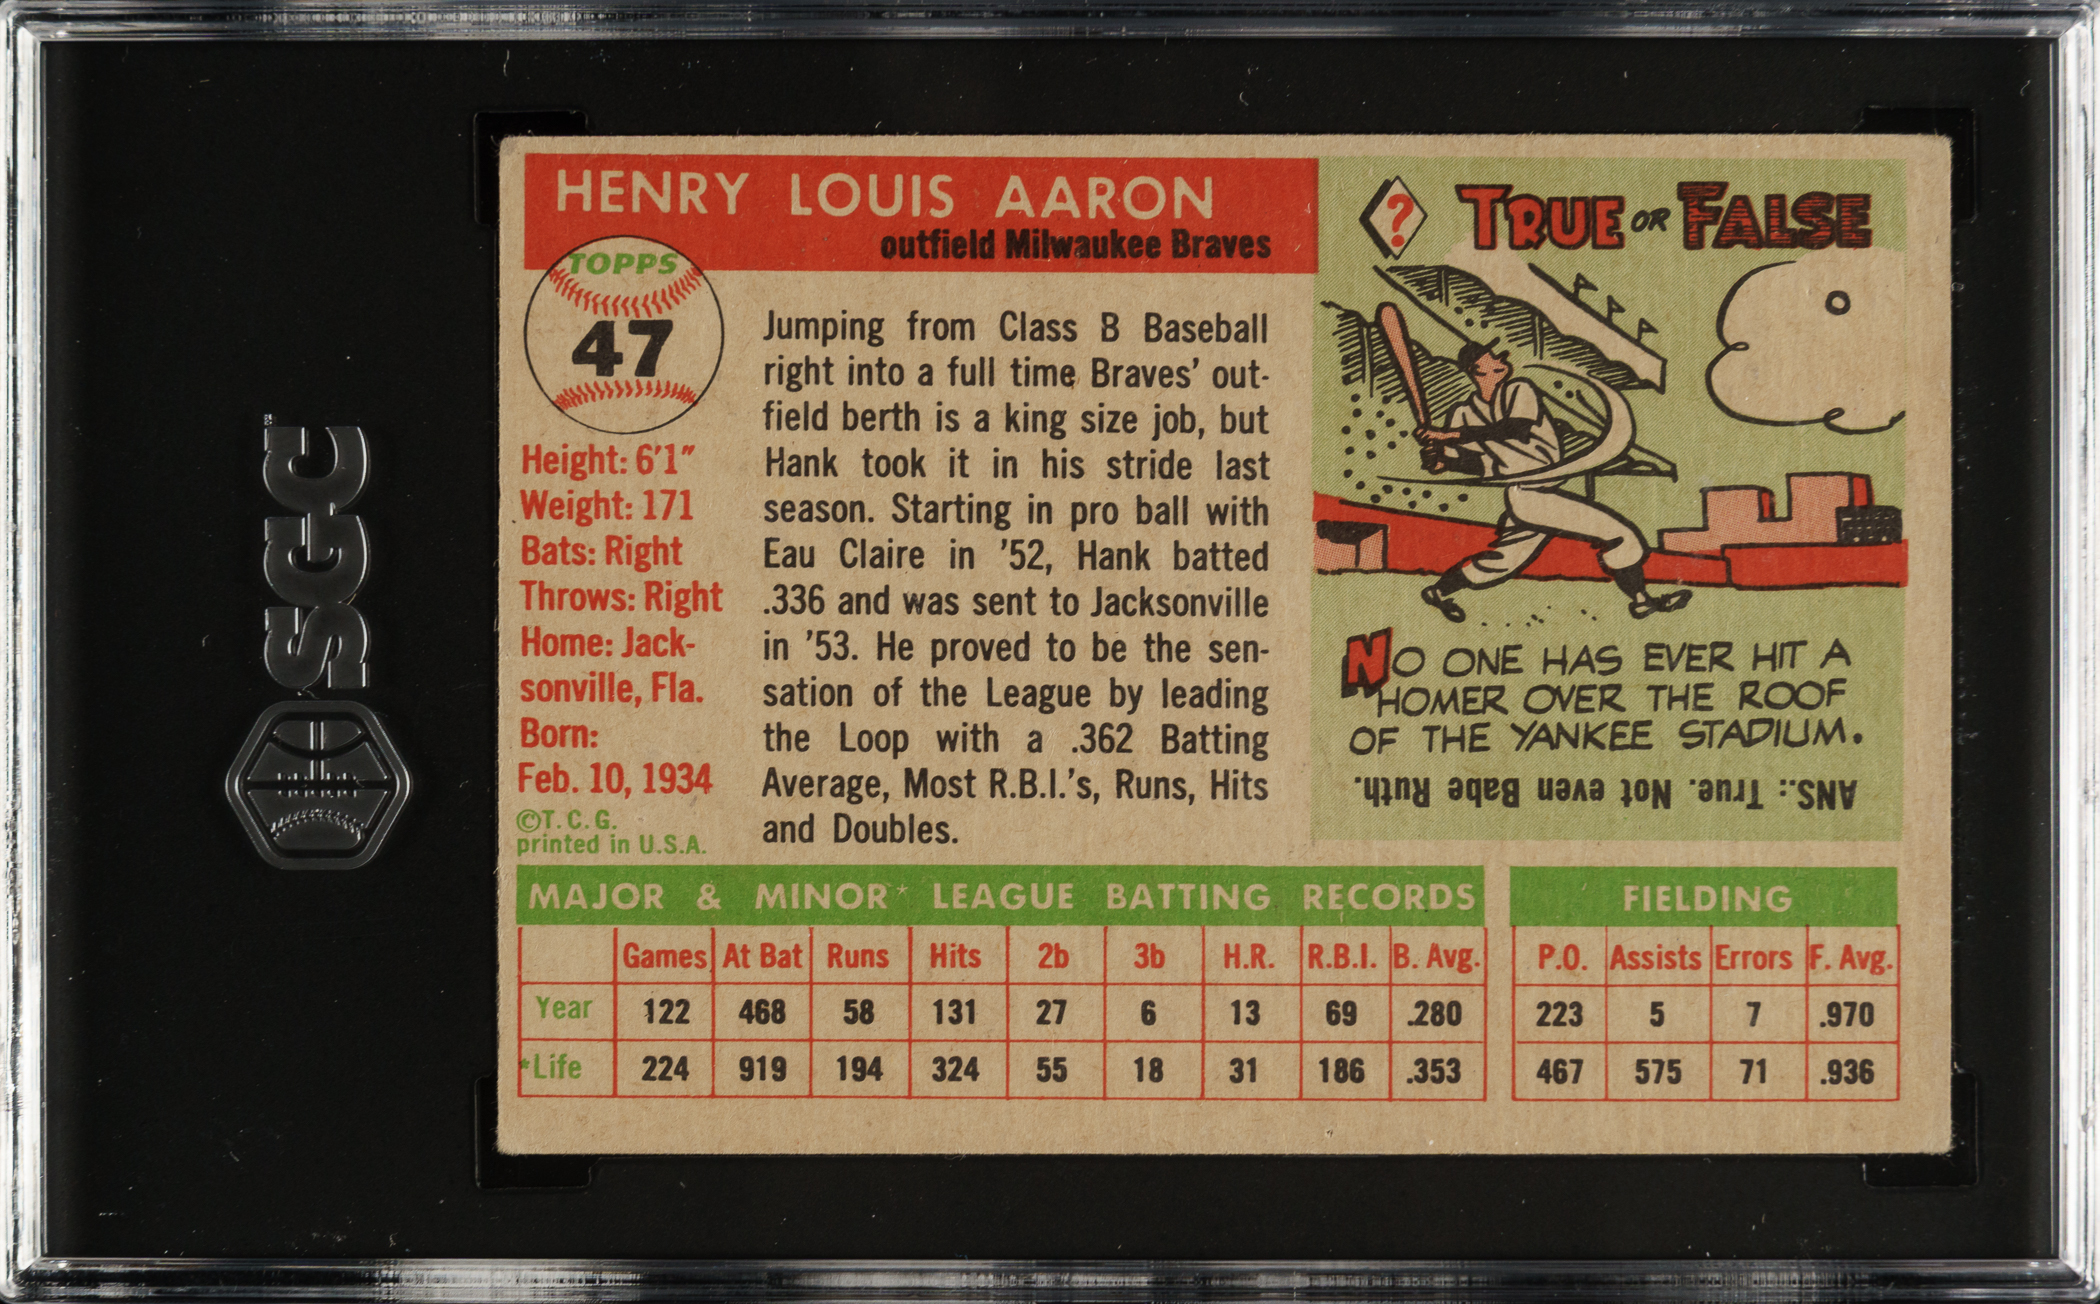 SGC
HENRY LOUIS AARON
outfield Milwaukee Braves
TOPPS
47
Height: 6'1"
Weight: 171
Bats: Right
Throws: Right
Home: Jack-
sonville, Fla.
Born:
Feb. 10, 1934
©T. C. G.
printed in U.S.A.
Jumping from Class B Baseball
right into a full time Braves' out-
field berth is a king size job, but
Hank took it in his stride last
season. Starting in pro ball with
Eau Claire in '52, Hank batted
.336 and was sent to Jacksonville
in '53. He proved to be the sen-
sation of the League by leading
the Loop with a .362 Batting
Average, Most R.B.I.'s, Runs, Hits
and Doubles.
? TRUE OR FALSE
NO ONE HAS EVER HIT A
HOMER OVER THE ROOF
OF THE YANKEE STADIUM.
ANS.: True. Not even Babe Ruth.
MAJOR & MINOR* LEAGUE BATTING RECORDS
Games At Bat Runs Hits 2b 3b H.R. R.B.I. B. Avg.
Year 122 468 58 131 27 6 13 69 .280
*Life 224 919 194 324 55 18 31 186 .353
FIELDING
P.O. Assists Errors F. Avg.
223 5 7 .970
467 575 71 .936